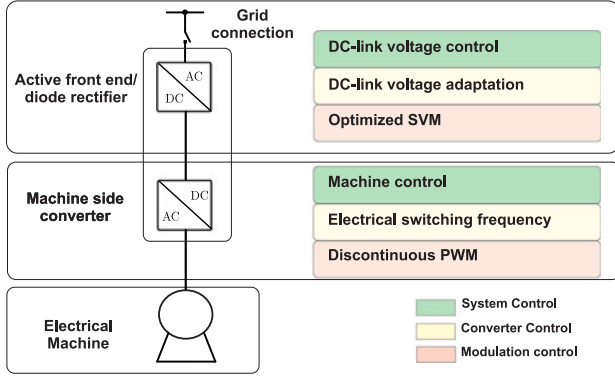 Grid
connection
Active front end/
diode rectifier
AC
DC
DC-link voltage control
DC-link voltage adaptation
Optimized SVM
Machine side
converter
DC
AC
Machine control
Electrical switching frequency
Discontinuous PWM
Electrical
Machine
System Control
Converter Control
Modulation control